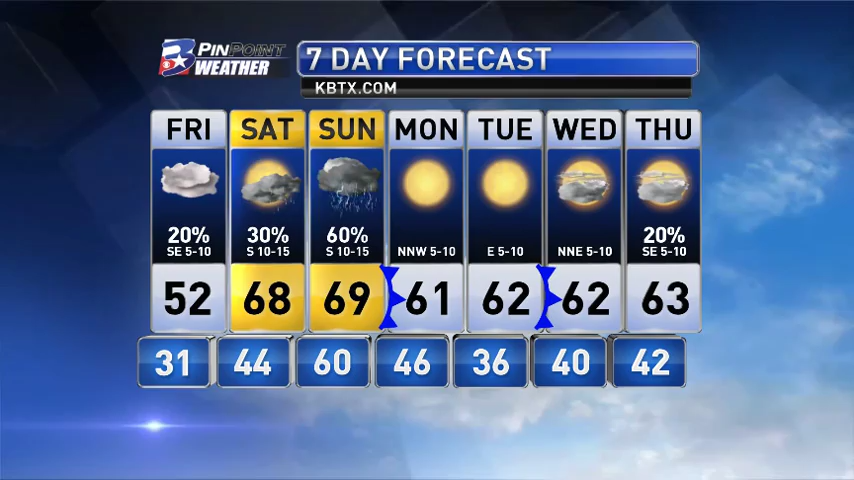 3 PINPOINT
WEATHER
7 DAY FORECAST
KBTX.COM
FRI SAT SUN MON TUE WED THU
20% 30% 60% 20%
SE 5-10 S 10-15 S 10-15 NNW 5-10 E 5-10 NNE 5-10 SE 5-10
52 68 69 61 62 62 63
31 44 60 46 36 40 42